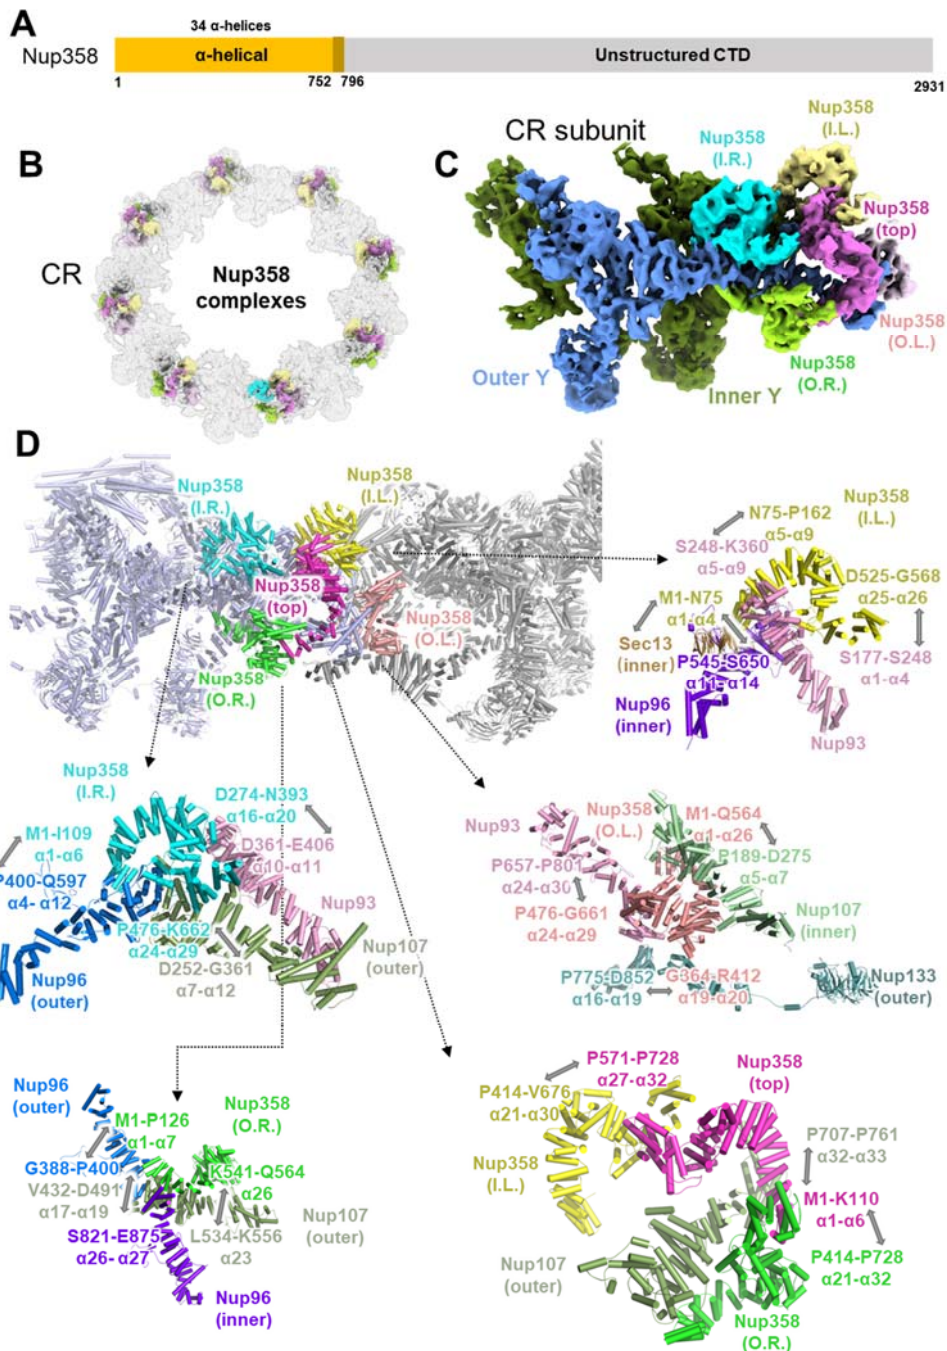 A
34 α-helices
Nup358
α-helical
Unstructured CTD
1
752
796
2931
B
CR
Nup358
complexes
C
CR subunit
Nup358
(I.R.)
Nup358
(I.L.)
Nup358
(top)
Nup358
(O.L.)
Nup358
(O.R.)
Outer Y
Inner Y
D
Nup358
(I.R.)
Nup358
(I.L.)
Nup358
(top)
Nup358
(O.L.)
Nup358
(O.R.)
N75-P162
α5-α9
Nup358
(I.L.)
S248-K360
α5-α9
D525-G568
α25-α26
M1-N75
α1-α4
Sec13
(inner)
P545-S650
α11-α14
S177-S248
α1-α4
Nup96
(inner)
Nup93
Nup358
(I.R.)
D274-N393
α16-α20
M1-I109
α1-α6
D361-E406
α10-α11
P400-Q597
α4- α12
Nup93
P476-K662
α24-α29
D252-G361
α7-α12
Nup107
(outer)
Nup96
(outer)
Nup93
Nup358
(O.L.)
M1-Q564
α1-α26
P189-D275
α5-α7
P657-P801
α24-α30
P476-G661
α24-α29
Nup107
(inner)
P775-D852
α16-α19
G364-R412
α19-α20
Nup133
(outer)
Nup96
(outer)
M1-P126
α1-α7
Nup358
(O.R.)
G388-P400
V432-D491
α17-α19
K541-Q564
α26
S821-E875
α26- α27
L534-K556
α23
Nup107
(outer)
Nup96
(inner)
P571-P728
α27-α32
Nup358
(top)
P414-V676
α21-α30
P707-P761
α32-α33
Nup358
(I.L.)
M1-K110
α1-α6
Nup107
(outer)
P414-P728
α21-α32
Nup358
(O.R.)